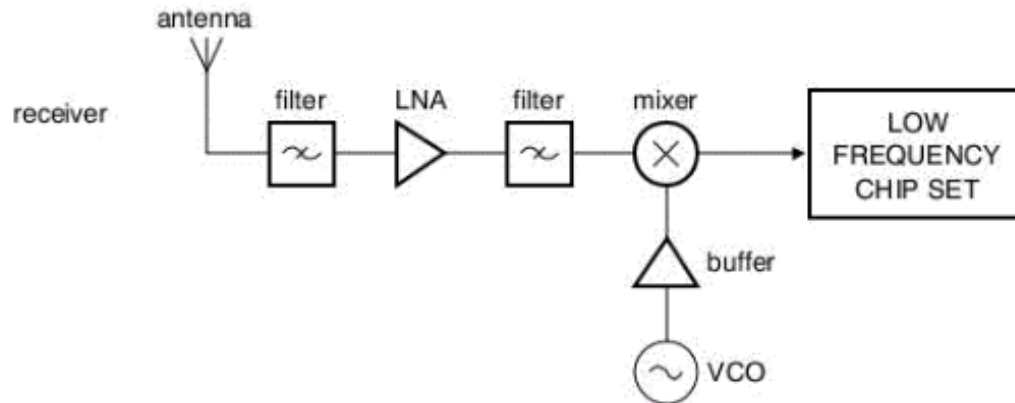 antenna
receiver
filter
LNA
filter
mixer
LOW
FREQUENCY
CHIP SET
buffer
VCO